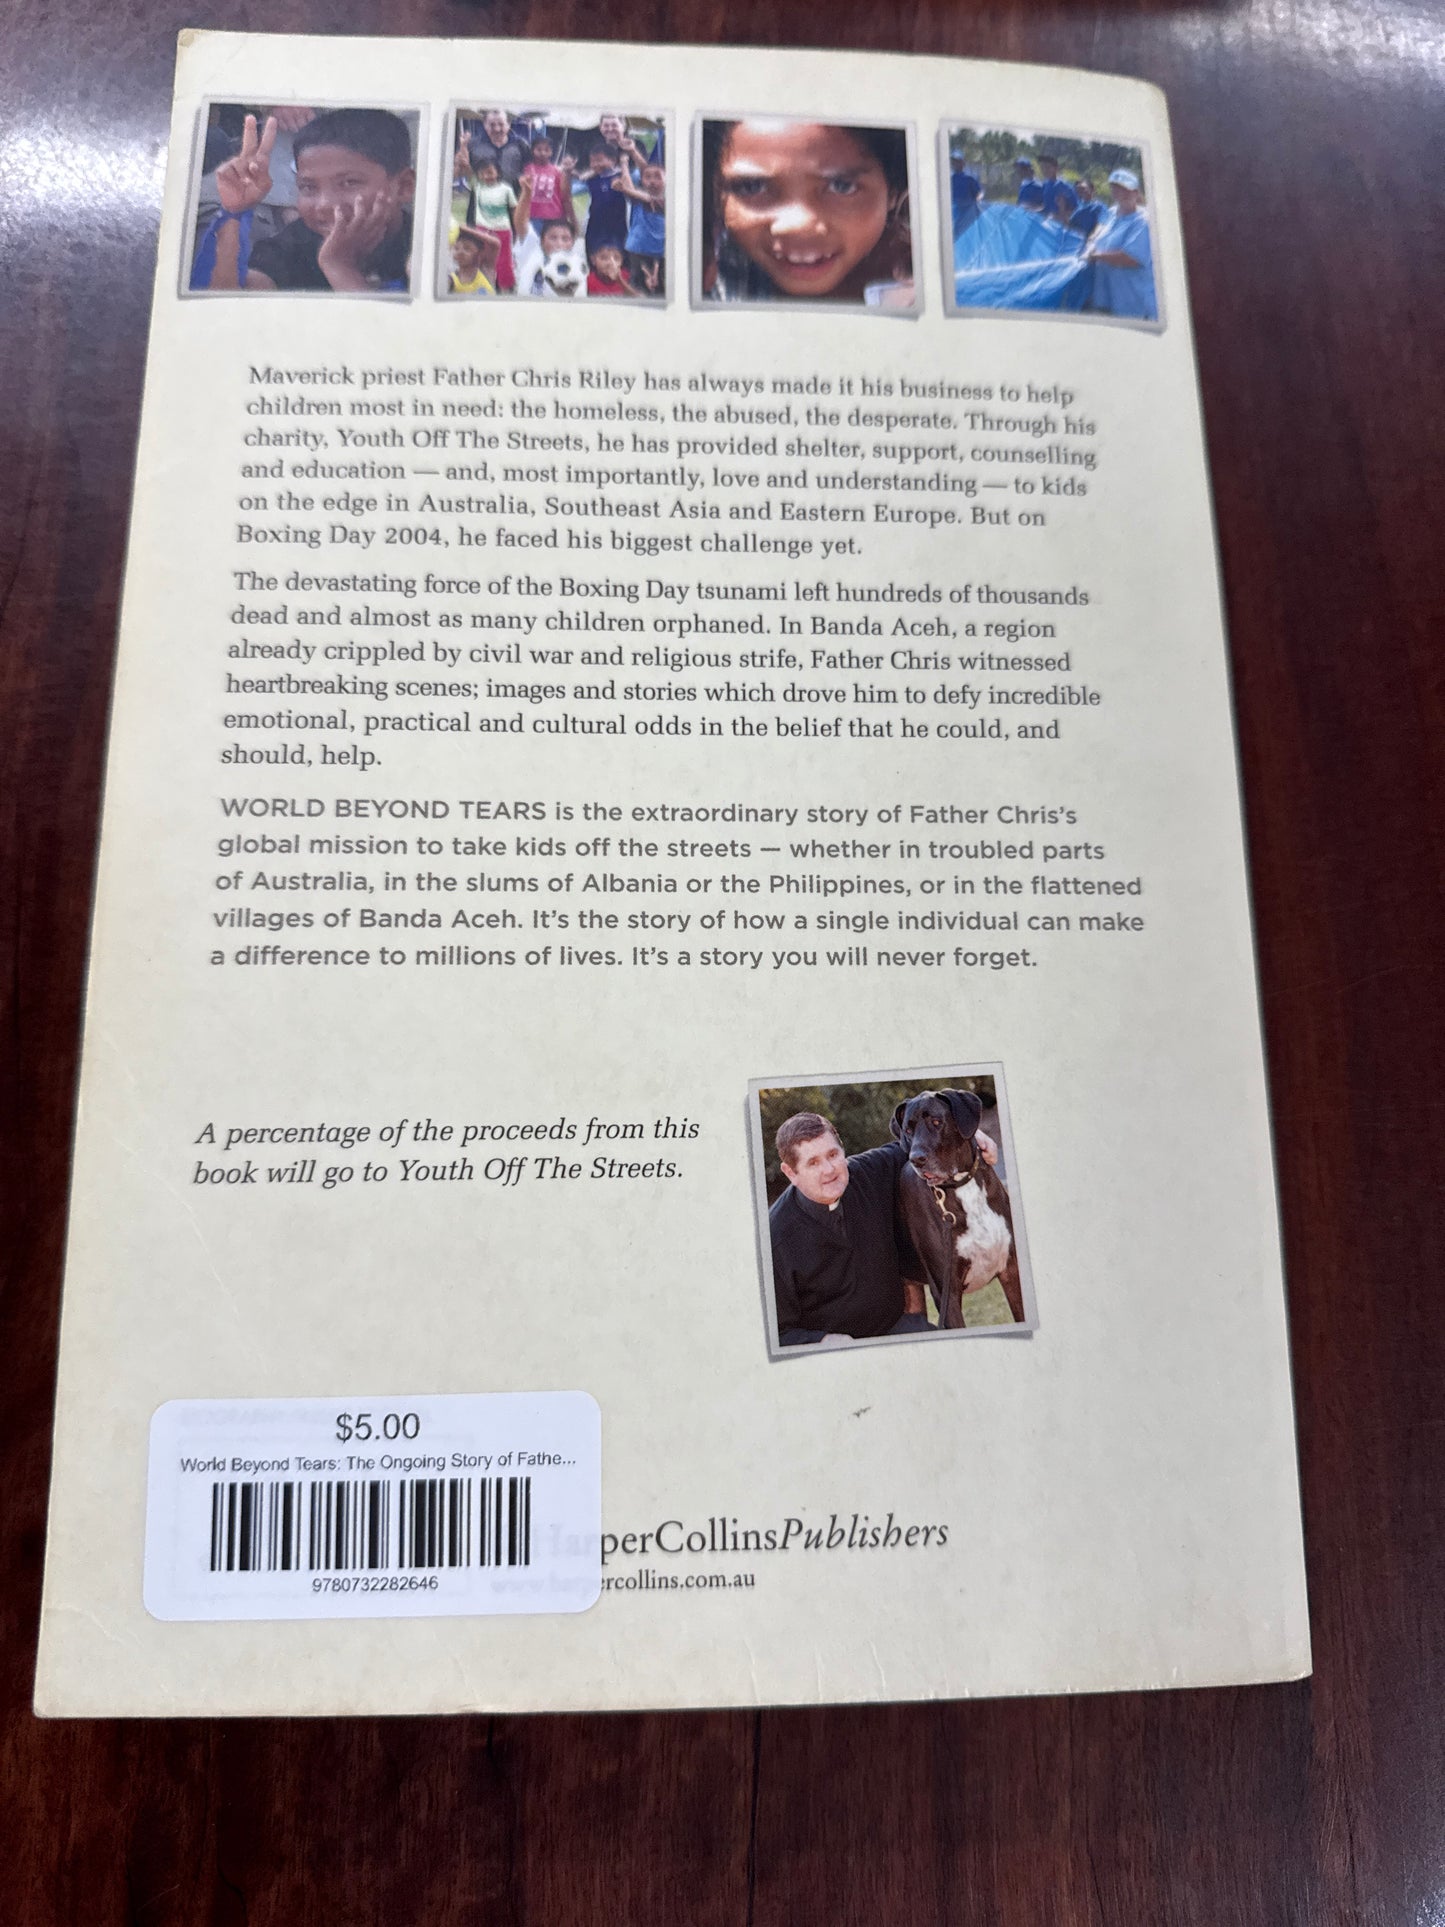 Maverick priest Father Chris Riley has always made it his business to help
children most in need: the homeless, the abused, the desperate. Through his
charity, Youth Off The Streets, he has provided shelter, support, counselling
and education — and, most importantly, love and understanding — to kids
on the edge in Australia, Southeast Asia and Eastern Europe. But on
Boxing Day 2004, he faced his biggest challenge yet.
The devastating force of the Boxing Day tsunami left hundreds of thousands
dead and almost as many children orphaned. In Banda Aceh, a region
already crippled by civil war and religious strife, Father Chris witnessed
heartbreaking scenes; images and stories which drove him to defy incredible
emotional, practical and cultural odds in the belief that he could, and
should, help.
WORLD BEYOND TEARS is the extraordinary story of Father Chris's
global mission to take kids off the streets — whether in troubled parts
of Australia, in the slums of Albania or the Philippines, or in the flattened
villages of Banda Aceh. It's the story of how a single individual can make
a difference to millions of lives. It's a story you will never forget.
A percentage of the proceeds from this
book will go to Youth Off The Streets.
$5.00
World Beyond Tears: The Ongoing Story of Fathe...
9780732282646
HarperCollinsPublishers
www.harpercollins.com.au